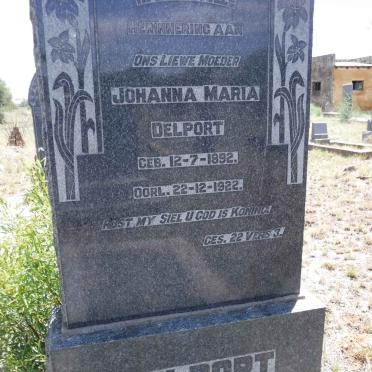 HERINNERING AAN
ONS LIEWE MOEDER
JOHANNA MARIA
DELPORT
GEB. 12-7-1892.
OORL. 22-12-1922.
RUST MY SIEL U GOD IS KONING.
GES. 22 VERS 3.
DELPORT